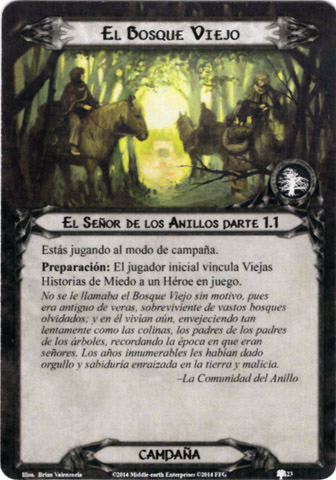 El Bosque Viejo
El Señor de los Anillos parte 1.1
Estás jugando al modo de campaña.
Preparación: El jugador inicial vincula Viejas
Historias de Miedo a un Héroe en juego.
No se le llamaba el Bosque Viejo sin motivo, pues
era antiguo de veras, sobreviviente de vastos bosques
olvidados; y en él vivían aún, envejeciendo tan
lentamente como las colinas, los padres de los padres
de los árboles, recordando la época en que eran
señores. Los años innumerables les habían dado
orgullo y sabiduría enraizada en la tierra y malicia.
–La Comunidad del Anillo
CAMPAÑA
Ilus. Brian Valenzuela
©2014 Middle-earth Enterprises ©2014 FFG
23